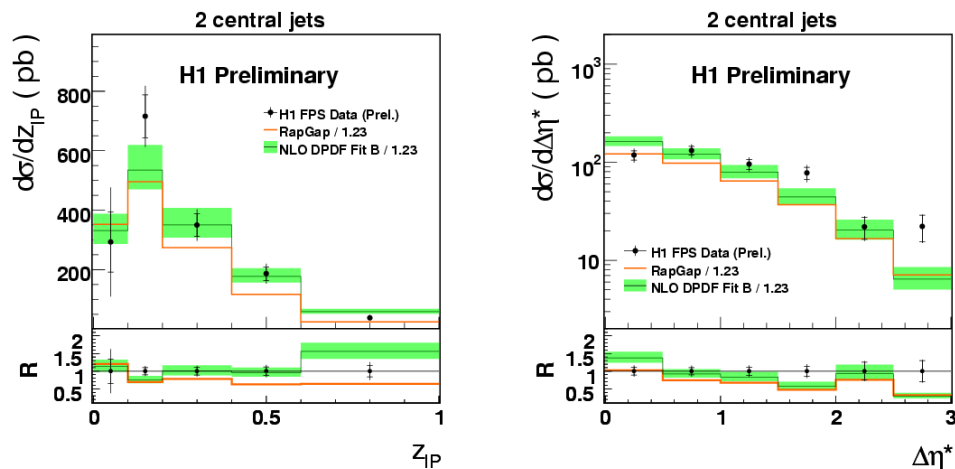 2 central jets
dσ/dz_IP ( pb )
H1 Preliminary
H1 FPS Data (Prel.)
RapGap / 1.23
NLO DPDF Fit B / 1.23
800
600
400
200
R
2
1.5
1
0.5
0 0.5 1
z_IP
2 central jets
dσ/dΔη* ( pb )
H1 Preliminary
10³
10²
10
H1 FPS Data (Prel.)
RapGap / 1.23
NLO DPDF Fit B / 1.23
R
2
1.5
1
0.5
0 1 2 3
Δη*